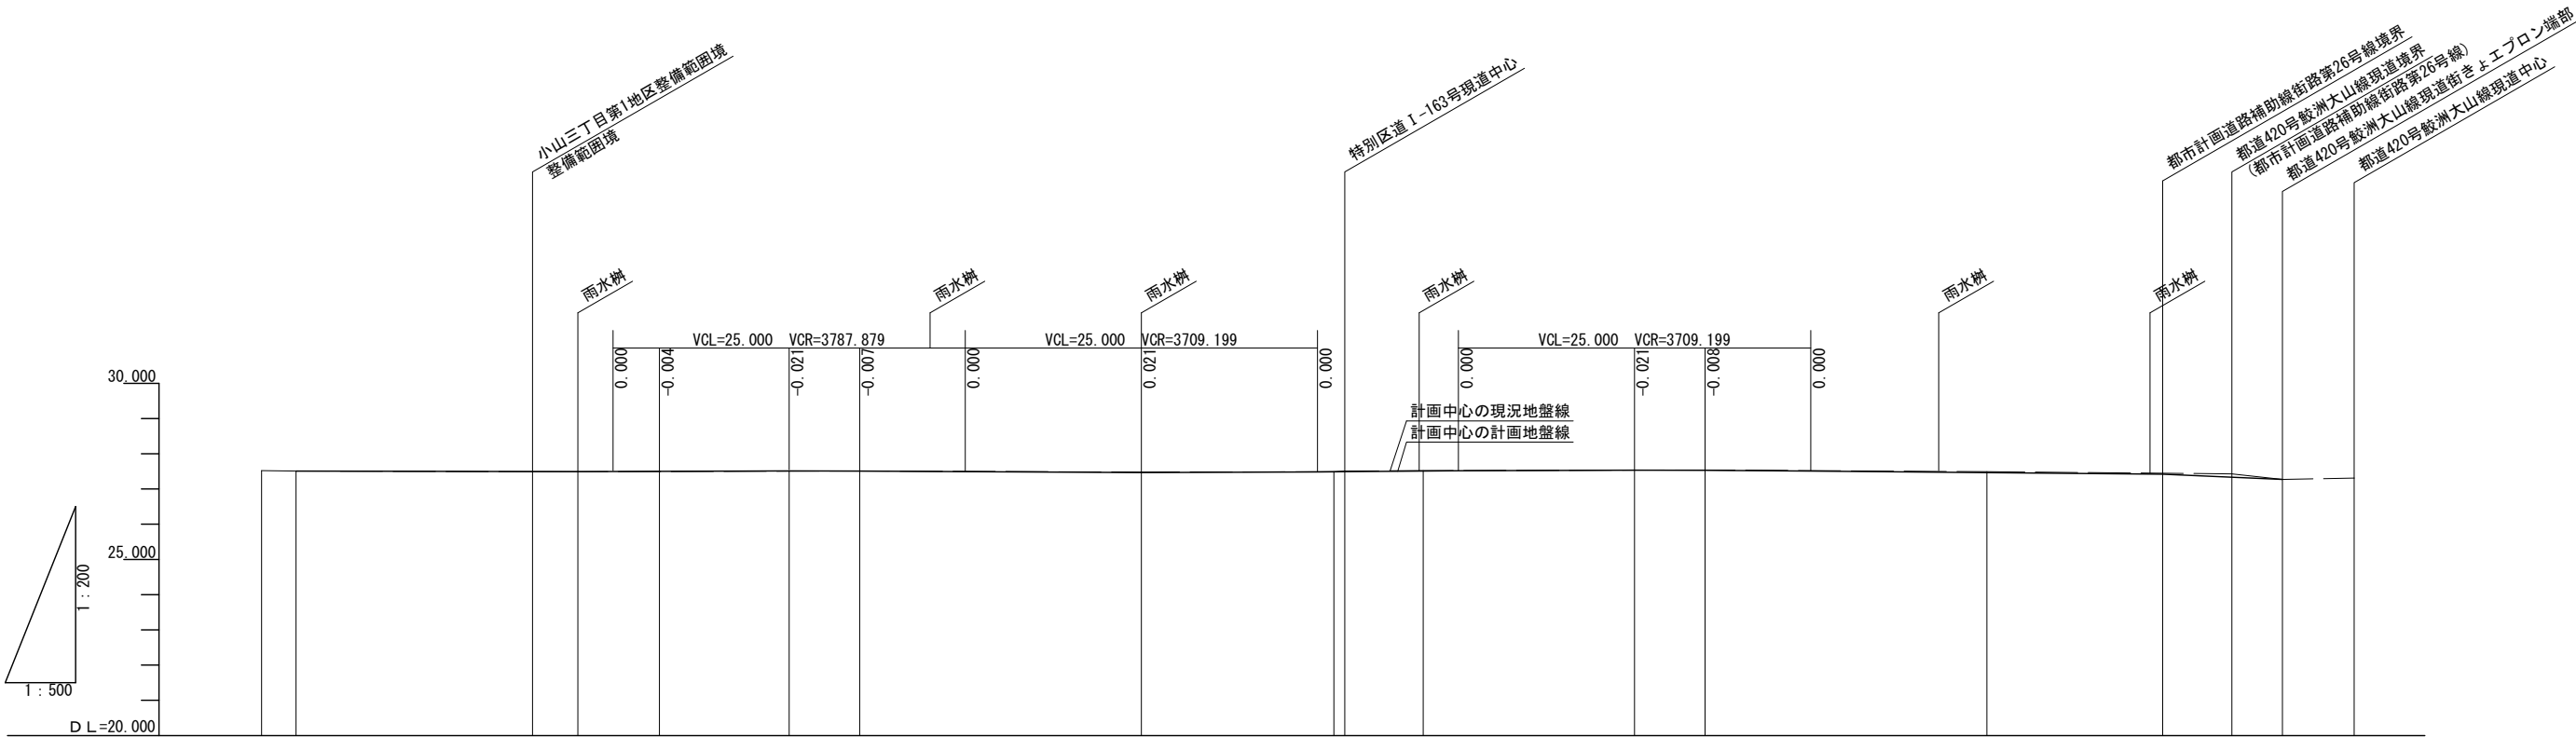 小山三丁目第1地区整備範囲境
整備範囲境
特別区道Ⅰ-163号現道中心
都市計画道路補助線街路第26号線境界
都道420号鮫洲大山線現道境界
(都市計画道路補助線街路第26号線)
都道420号鮫洲大山線現道街きょエプロン端部
都道420号鮫洲大山線現道中心
雨水桝
雨水桝
雨水桝
雨水桝
雨水桝
雨水桝
VCL=25.000 VCR=3787.879
VCL=25.000 VCR=3709.199
VCL=25.000 VCR=3709.199
0.000
-0.004
-0.021
-0.007
0.000
0.021
0.000
0.000
-0.021
-0.008
0.000
計画中心の現況地盤線
計画中心の計画地盤線
30.000
25.000
DL=20.000
1:200
1:500